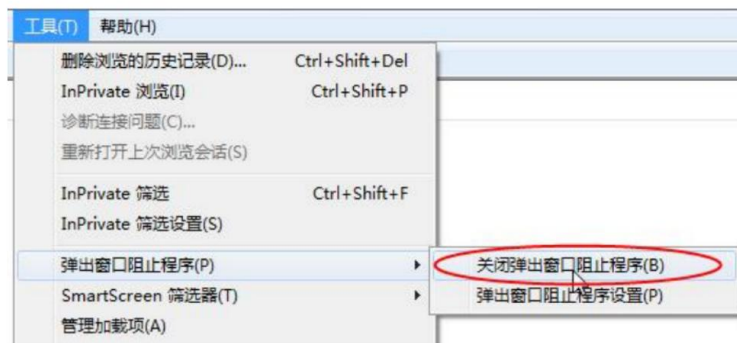 工具(T) 帮助(H)
删除浏览的历史记录(D)... Ctrl+Shift+Del
InPrivate 浏览(I) Ctrl+Shift+P
诊断连接问题(C)...
重新打开上次浏览会话(S)
InPrivate 筛选 Ctrl+Shift+F
InPrivate 筛选设置(S)
弹出窗口阻止程序(P) 关闭弹出窗口阻止程序(B)
SmartScreen 筛选器(T) 弹出窗口阻止程序设置(P)
管理加载项(A)